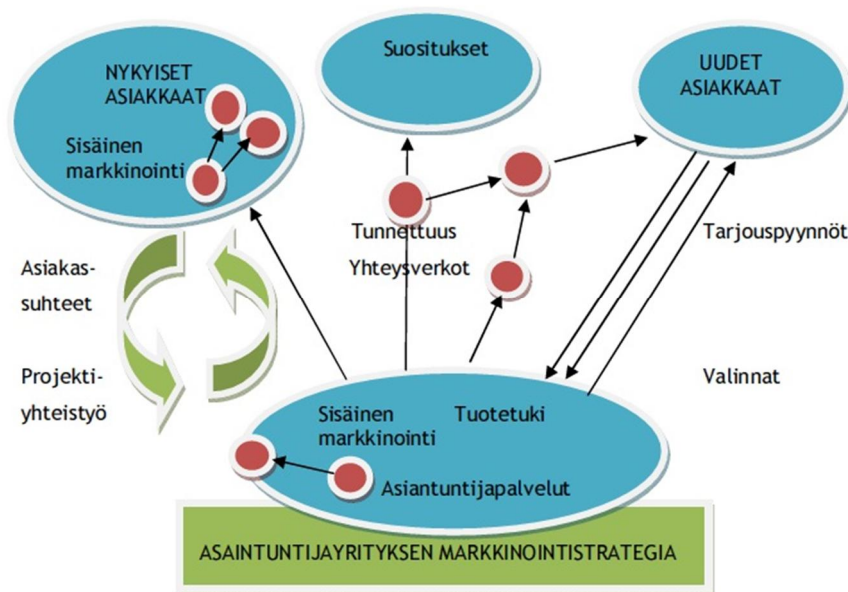 NYKYISET
ASIAKKAAT
Sisäinen
markkinointi
Suositukset
UUDET
ASIAKKAAT
Asiakas-
suhteet
Projekti-
yhteistyö
Tunnettuus
Yhteysverkot
Tarjouspyynnöt
Valinnat
Sisäinen
markkinointi
Tuotetuki
Asiantuntijapalvelut
ASAINTUNTIJAYRITYKSEN MARKKINOINTISTRATEGIA